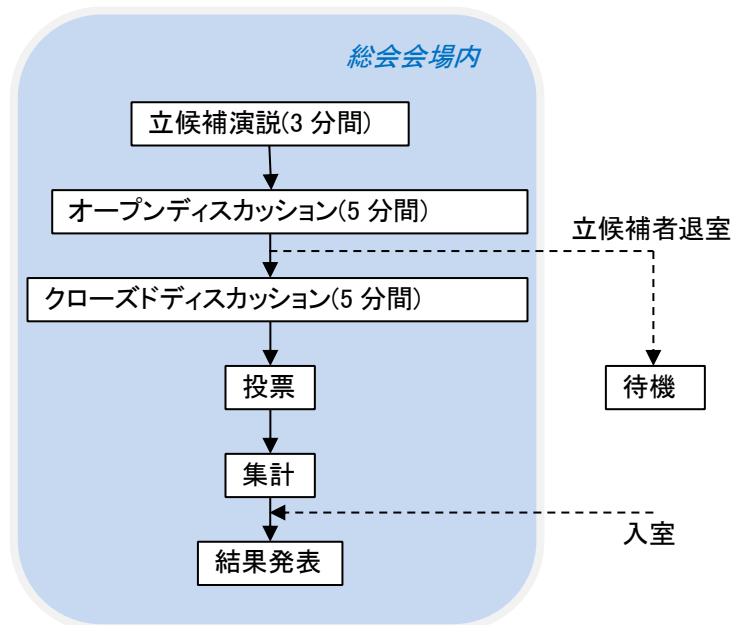 総会会場内
立候補演説(3 分間)
オープンディスカッション(5 分間)
立候補者退室
クローズドディスカッション(5 分間)
投票
待機
集計
入室
結果発表